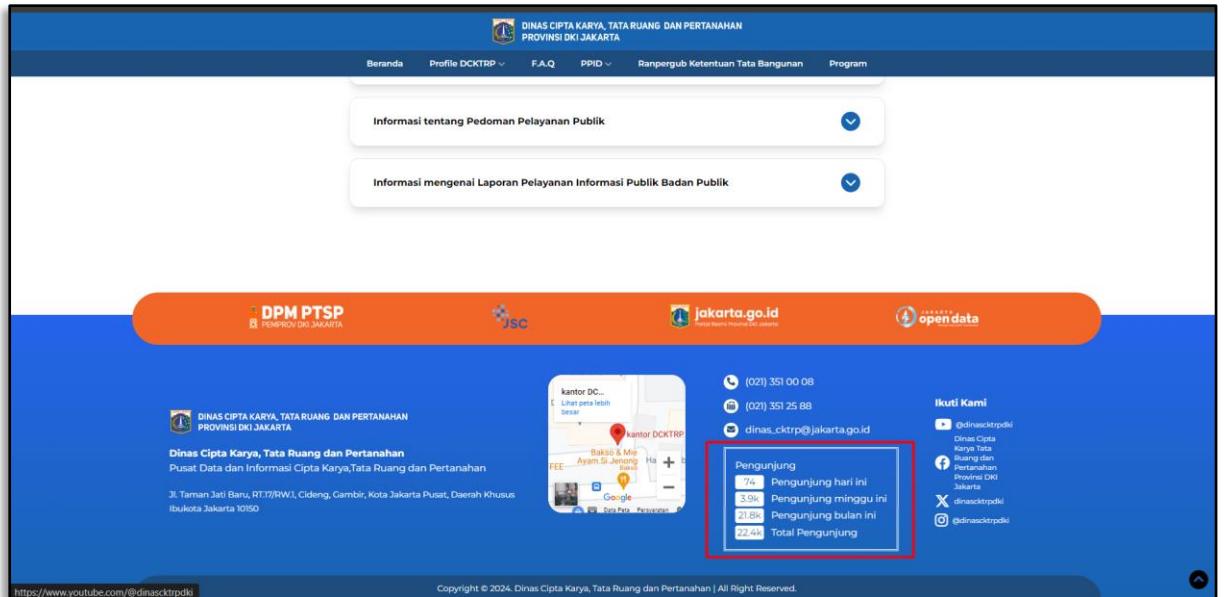 DINAS CIPTA KARYA, TATA RUANG DAN PERTANAHAN
PROVINSI DKI JAKARTA
Beranda Profile DCKTRP F.A.Q PPID Ranpergub Ketentuan Tata Bangunan Program
Informasi tentang Pedoman Pelayanan Publik
Informasi mengenai Laporan Pelayanan Informasi Publik Badan Publik
DPM PTSP
PEMPROV DKI JAKARTA
JSC
jakarta.go.id
JAKARTA
open data
DINAS CIPTA KARYA, TATA RUANG DAN PERTANAHAN
PROVINSI DKI JAKARTA
Dinas Cipta Karya, Tata Ruang dan Pertanahan
Pusat Data dan Informasi Cipta Karya,Tata Ruang dan Pertanahan
Jl. Taman Jati Baru, RT.17/RW.1, Cideng, Gambir, Kota Jakarta Pusat, Daerah Khusus
Ibukota Jakarta 10150
kantor DC...
Lihat peta lebih
besar
kantor DCKTRP
Bakso & Mie
Ayam Si Jenong
Bakso
FEE
Ha
Google
Data Peta Persyaratan
(021) 351 00 08
(021) 351 25 88
dinas_cktrp@jakarta.go.id
Pengunjung
74 Pengunjung hari ini
3.9k Pengunjung minggu ini
21.8k Pengunjung bulan ini
22.4k Total Pengunjung
Ikuti Kami
@dinascktrpdki
Dinas Cipta
Karya Tata
Ruang dan
Pertanahan
Provinsi DKI
Jakarta
dinascktrpdki
@dinascktrpdki
Copyright © 2024. Dinas Cipta Karya, Tata Ruang dan Pertanahan | All Right Reserved.
https://www.youtube.com/@dinascktrpdki